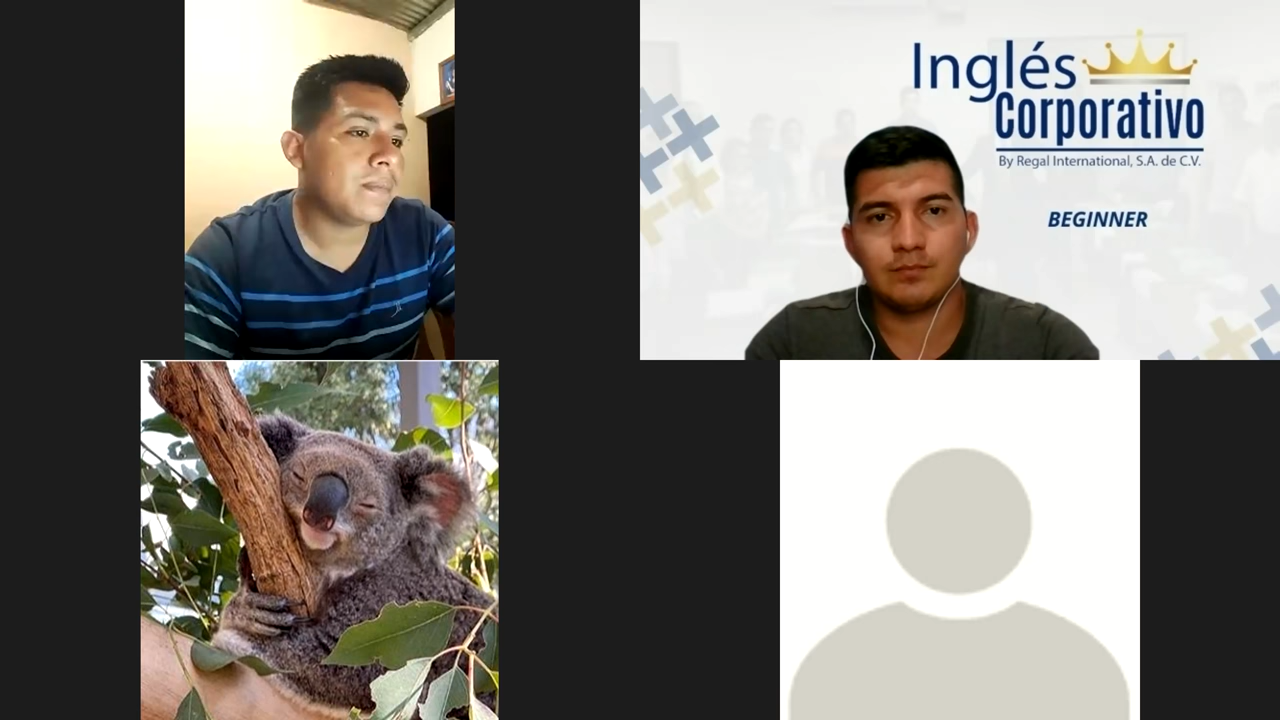 Inglés
Corporativo
By Regal International, S.A. de C.V.
BEGINNER